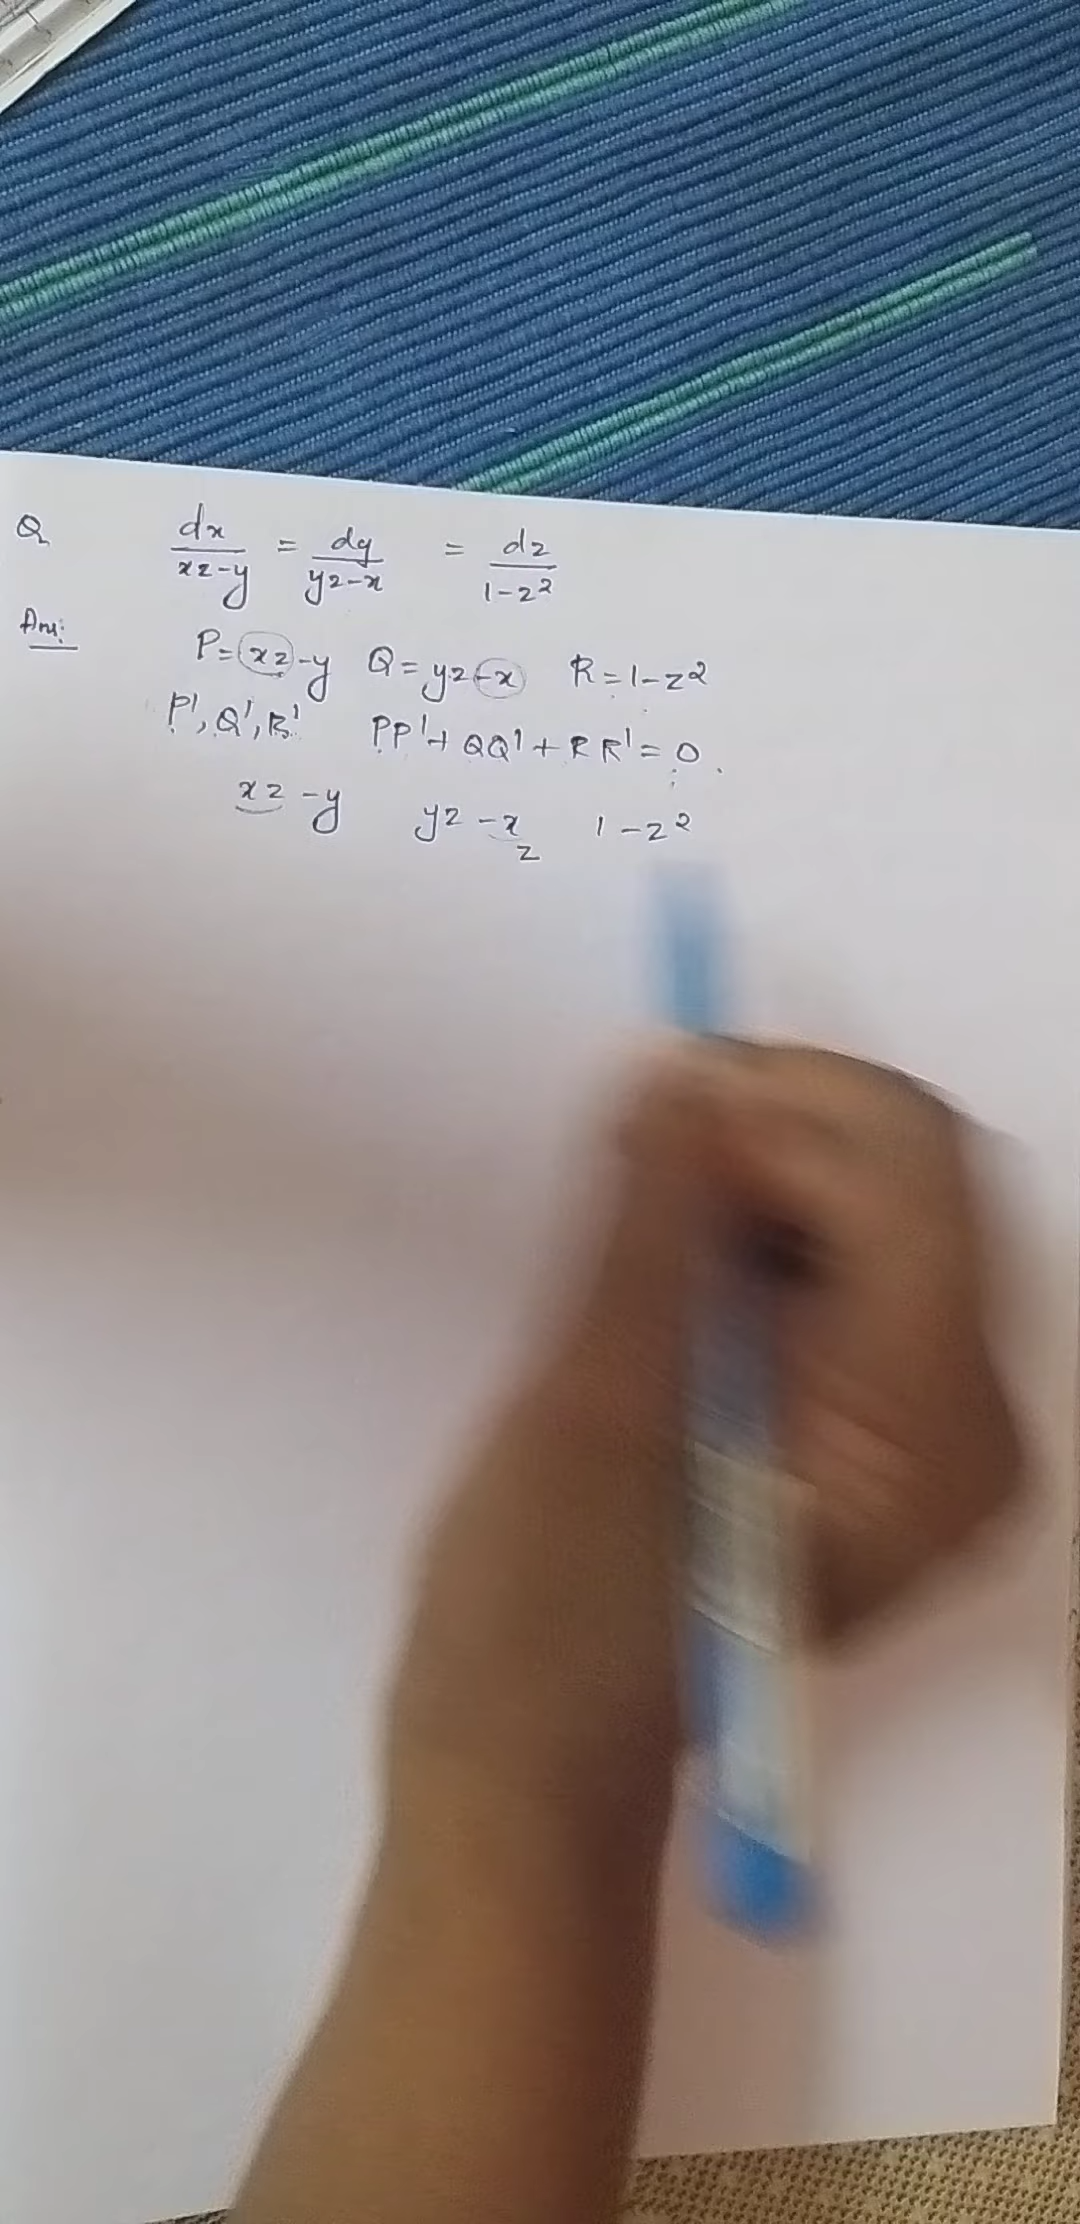 Q dx/xz-y = dy/yz-x = dz/1-z²
Ans: P=xz-y Q=yz-x R=1-z²
P', Q', R' PP'+QQ'+RR'=0.
xz-y yz-x 1-z²
z